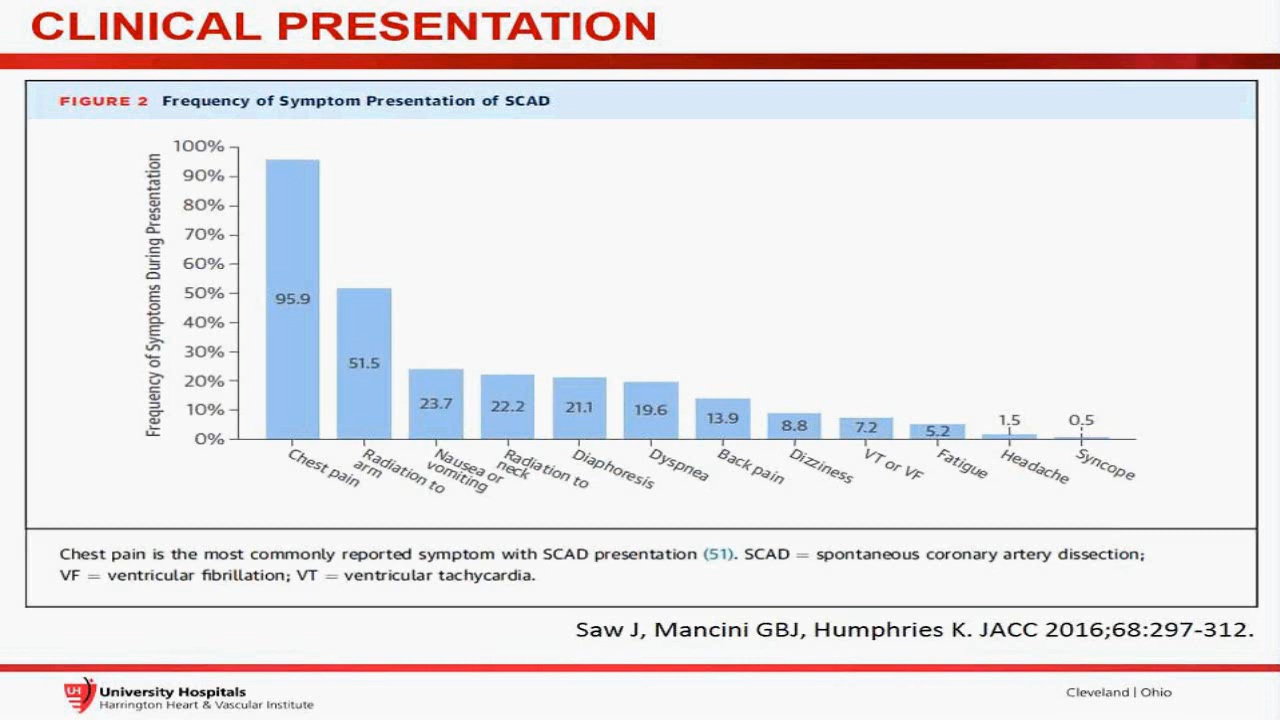 CLINICAL PRESENTATION
FIGURE 2 Frequency of Symptom Presentation of SCAD
Frequency of Symptoms During Presentation
100%
90%
80%
70%
60%
50%
40%
30%
20%
10%
0%
95.9
51.5
23.7
22.2
21.1
19.6
13.9
8.8
7.2
5.2
1.5
0.5
Chest pain
Radiation to
arm
Nausea or
vomiting
Radiation to
neck
Diaphoresis
Dyspnea
Back pain
Dizziness
VT or VF
Fatigue
Headache
Syncope
Chest pain is the most commonly reported symptom with SCAD presentation (51). SCAD = spontaneous coronary artery dissection;
VF = ventricular fibrillation; VT = ventricular tachycardia.
Saw J, Mancini GBJ, Humphries K. JACC 2016;68:297-312.
UH
University Hospitals
Harrington Heart & Vascular Institute
Cleveland | Ohio